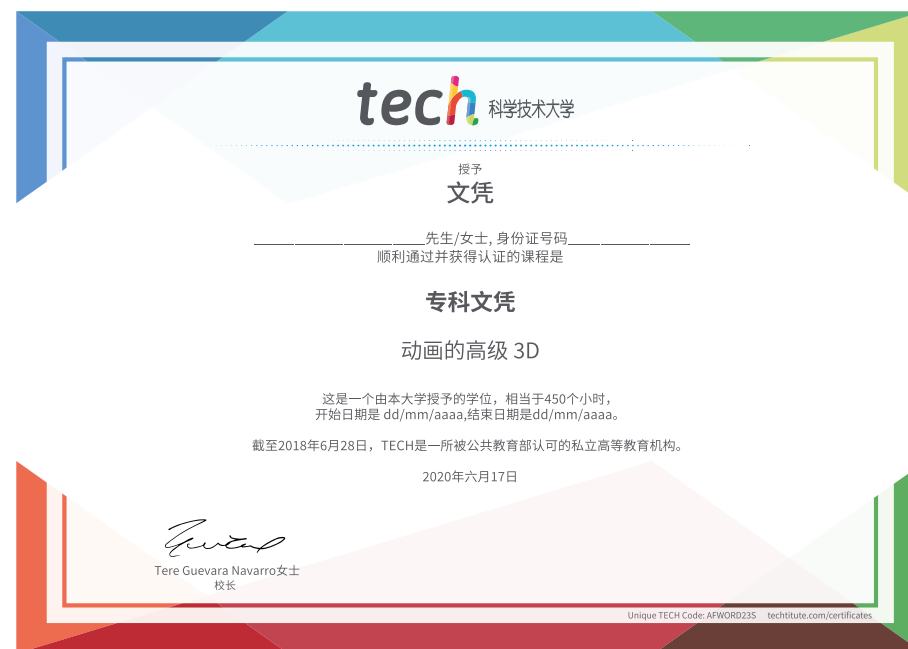 tech 科学技术大学
授予
文凭
____________________先生/女士, 身份证号码______________
顺利通过并获得认证的课程是
专科文凭
动画的高级 3D
这是一个由本大学授予的学位，相当于450个小时，
开始日期是 dd/mm/aaaa,结束日期是dd/mm/aaaa。
截至2018年6月28日，TECH是一所被公共教育部认可的私立高等教育机构。
2020年六月17日
Tere Guevara Navarro女士
校长
Unique TECH Code: AFWORD23S techtitute.com/certificates